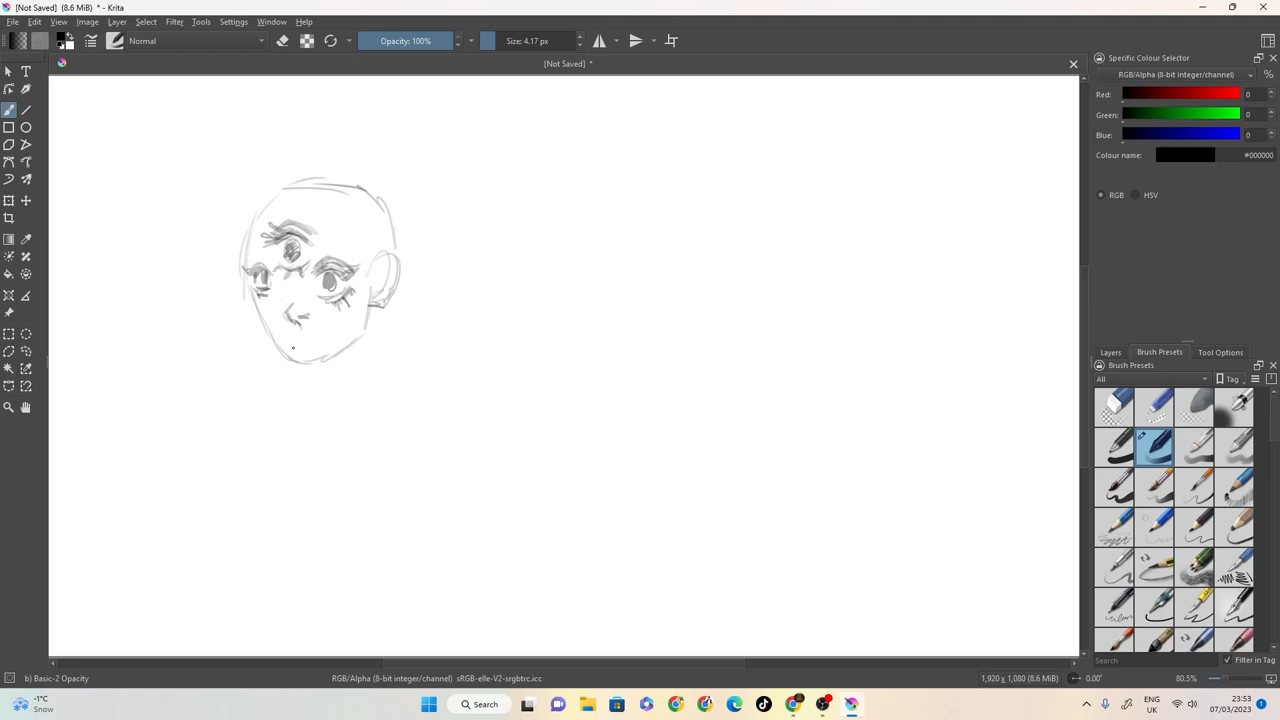 [Not Saved] (8.6 MiB) * - Krita
File Edit View Image Layer Select Filter Tools Settings Window Help
Normal Opacity: 100% Size: 4.17 px
[Not Saved] *
Specific Colour Selector
RGB/Alpha (8-bit integer/channel) %
Red: 0
Green: 0
Blue: 0
Colour name: #000000
RGB HSV
Layers Brush Presets Tool Options
Brush Presets
All Tag
Search Filter in Tag
b) Basic-2 Opacity RGB/Alpha (8-bit integer/channel) sRGB-elle-V2-srgbtrc.icc 1,920 x 1,080 (8.6 MiB) 0.00° 80.5%
-1°C
Snow
Search
ENG
UK
23:53
07/03/2023
1